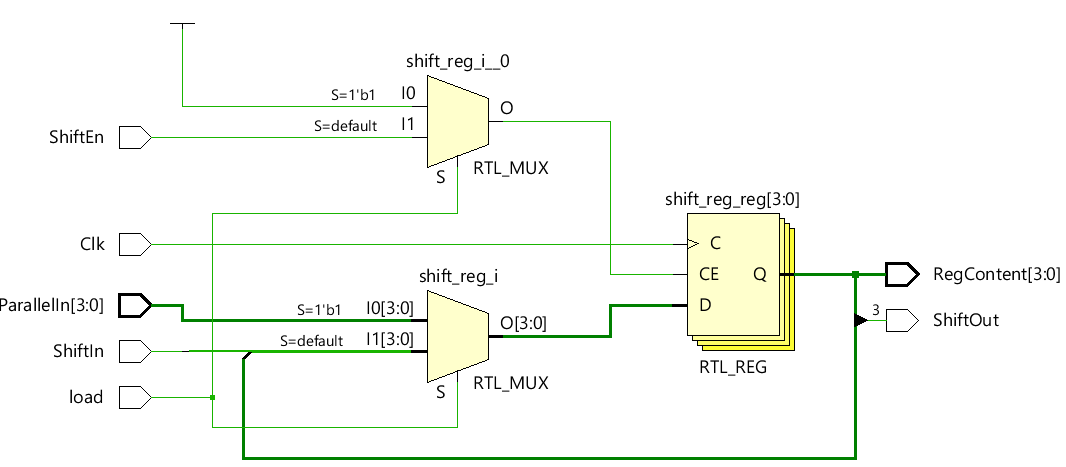 shift_reg_i__0
S=1'b1 I0
O
S=default I1
ShiftEn
S
RTL_MUX
shift_reg_reg[3:0]
Clk
C
CE Q
RegContent[3:0]
shift_reg_i
ParallelIn[3:0]
S=1'b1 I0[3:0]
D
3
ShiftOut
O[3:0]
S=default I1[3:0]
ShiftIn
RTL_REG
RTL_MUX
S
load